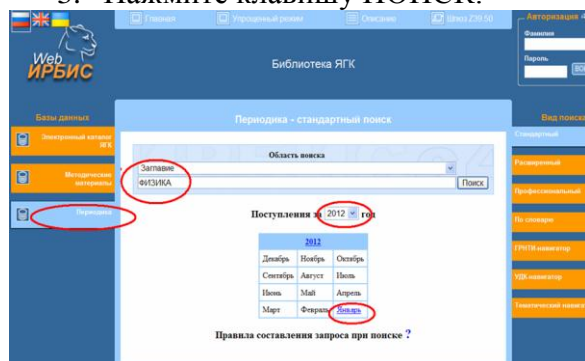 Нажмите клавишу ПОИСК.
Главная
Упрощенный режим
Описание
Шлюз Z39.50
Авторизация
Фамилия
Пароль
Web
ИРБИС
Библиотека ЯГК
Базы данных
Периодика - стандартный поиск
Вид поиска
Электронный каталог
ЯГК
Методические
материалы
Периодика
Область поиска
Заглавие
ФИЗИКА
Поиск
Поступления за 2012 год
2012
Декабрь Ноябрь Октябрь
Сентябрь Август Июль
Июнь Май Апрель
Март Февраль Январь
Правила составления запроса при поиске ?
Стандартный
Расширенный
Профессиональный
По словарю
ГРНТИ-навигатор
УДК-навигатор
Тематический